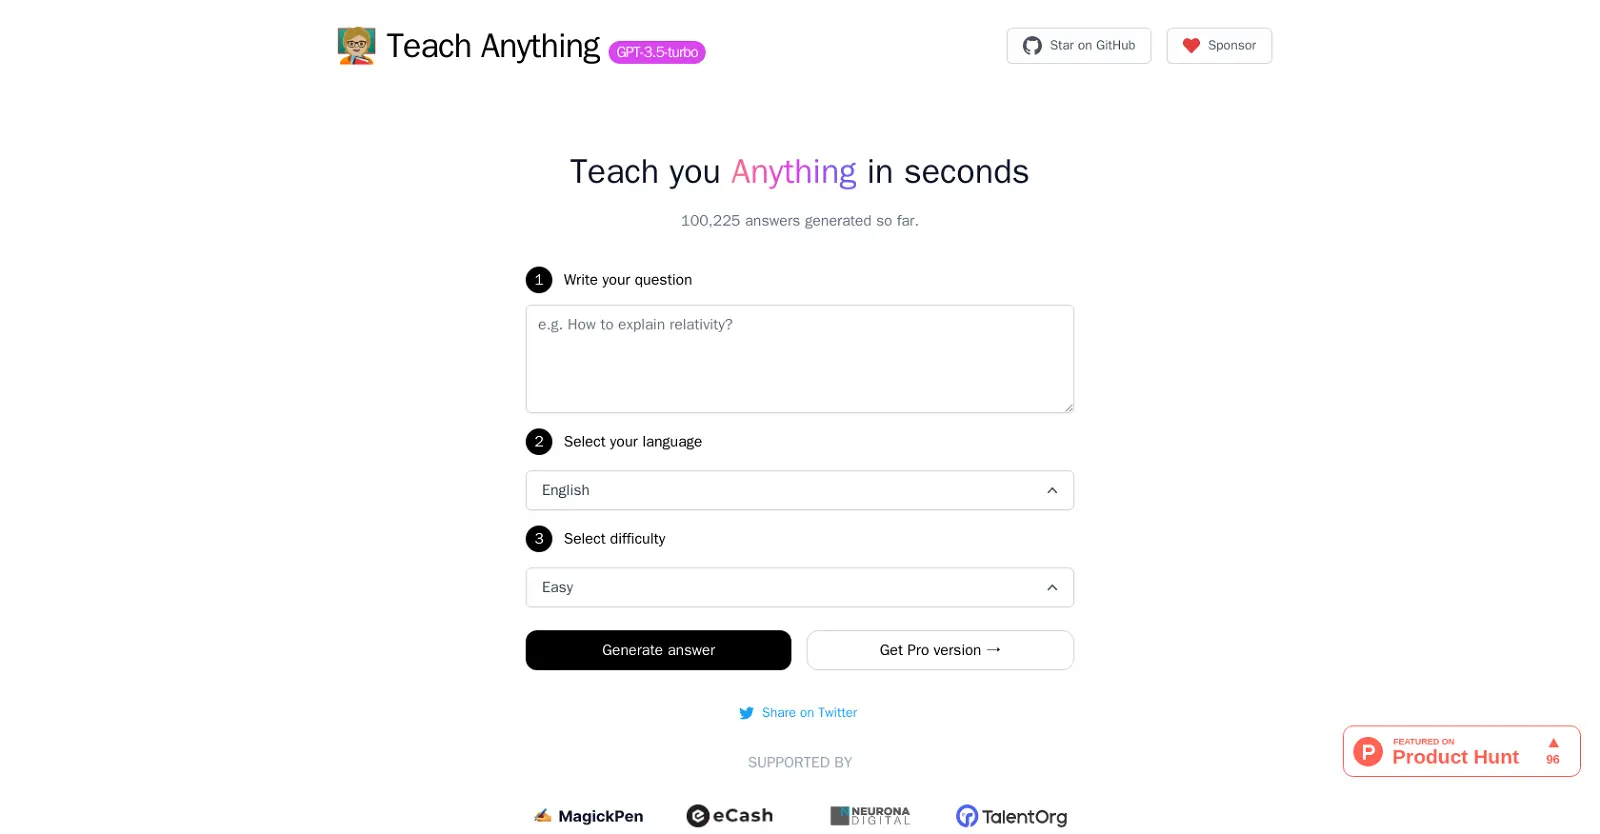 Teach Anything GPT-3.5-turbo
Star on GitHub
Sponsor
Teach you Anything in seconds
100,225 answers generated so far.
1 Write your question
e.g. How to explain relativity?
2 Select your language
English
3 Select difficulty
Easy
Generate answer
Get Pro version →
Share on Twitter
SUPPORTED BY
MagickPen
eCash
NEURONA
DIGITAL
TalentOrg
P
FEATURED ON
Product Hunt
▲
96